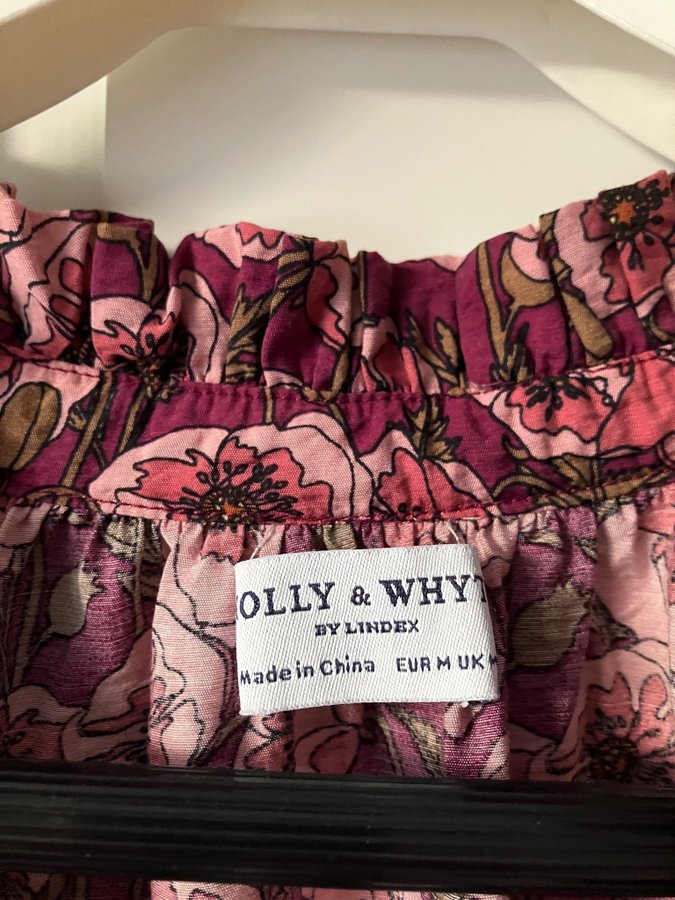 OLLY & WHYT
BY LINDEX
Made in China EUR M UK M